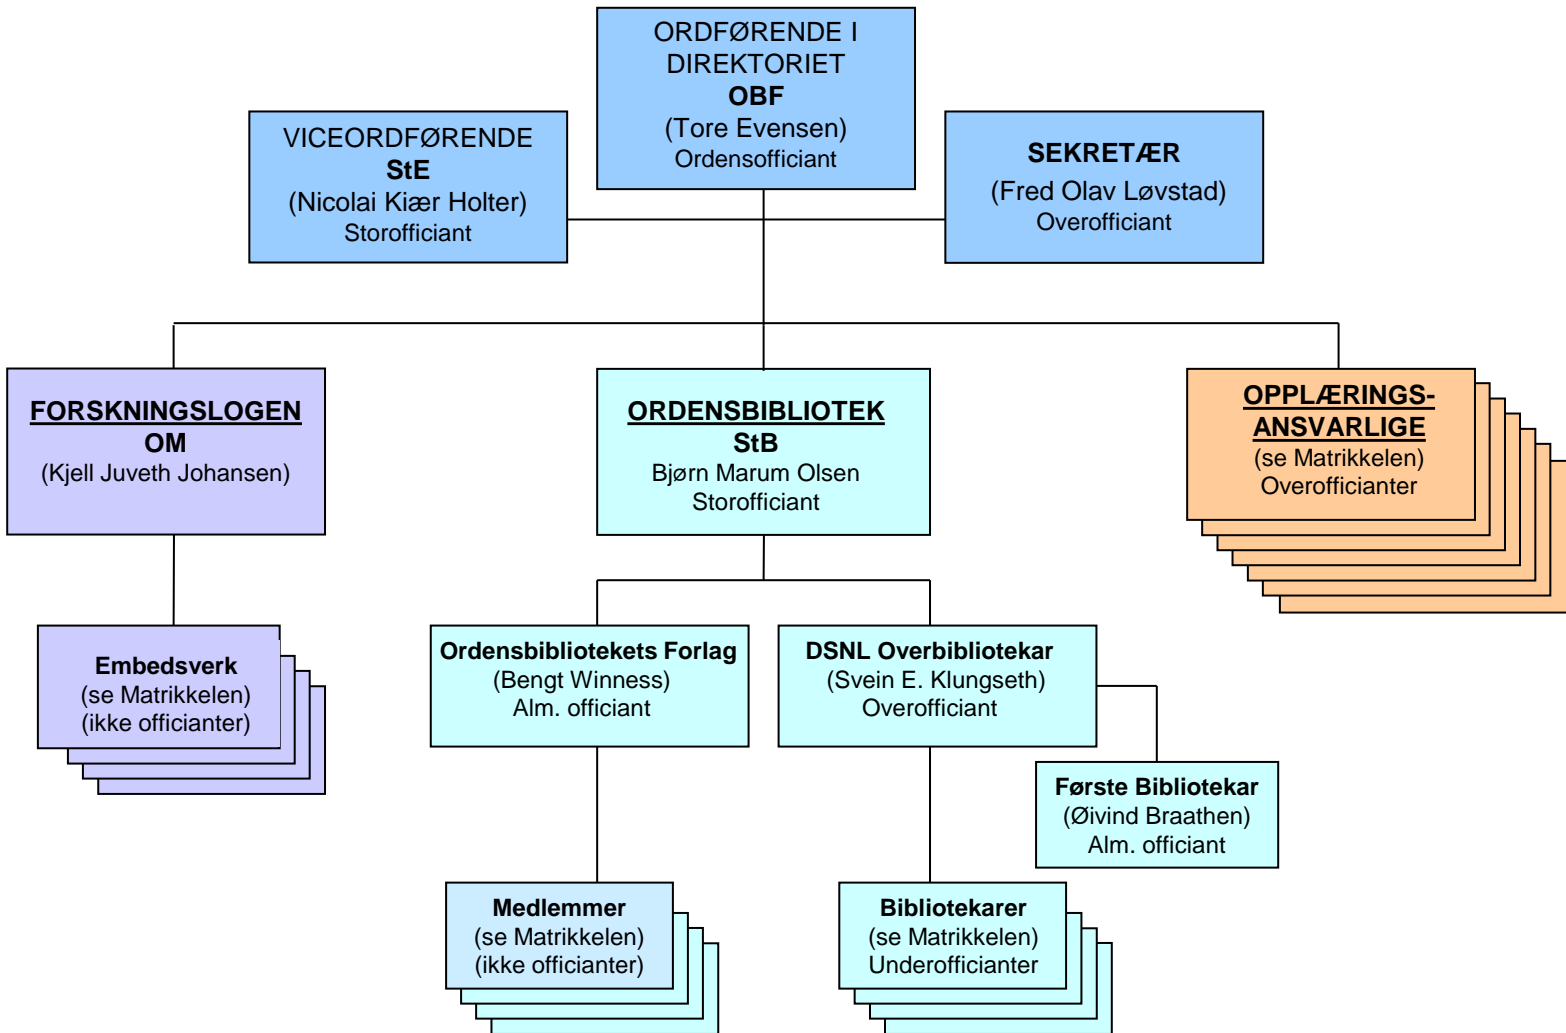 ORDFØRENDE I
DIREKTORIET
OBF
(Tore Evensen)
Ordensofficiant
VICEORDFØRENDE
StE
(Nicolai Kiær Holter)
Storofficiant
SEKRETÆR
(Fred Olav Løvstad)
Overofficiant
FORSKNINGSLOGEN
OM
(Kjell Juveth Johansen)
ORDENSBIBLIOTEK
StB
Bjørn Marum Olsen
Storofficiant
OPPLÆRINGS-
ANSVARLIGE
(se Matrikkelen)
Overofficianter
Embedsverk
(se Matrikkelen)
(ikke officianter)
Ordensbibliotekets Forlag
(Bengt Winness)
Alm. officiant
DSNL Overbibliotekar
(Svein E. Klungseth)
Overofficiant
Første Bibliotekar
(Øivind Braathen)
Alm. officiant
Medlemmer
(se Matrikkelen)
(ikke officianter)
Bibliotekarer
(se Matrikkelen)
Underofficianter